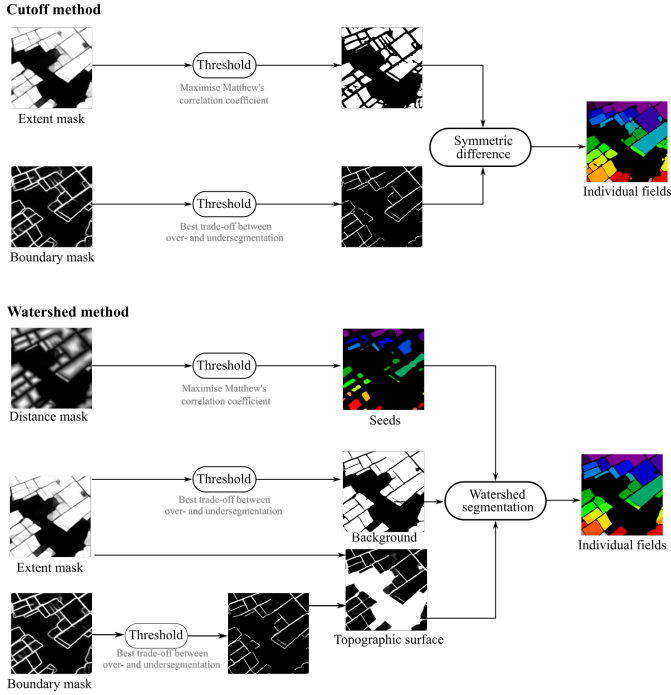 Cutoff method
Threshold
Maximise Matthew's
correlation coefficient
Extent mask
Symmetric
difference
Individual fields
Threshold
Best trade-off between
over- and undersegmentation
Boundary mask
Watershed method
Threshold
Maximise Matthew's
correlation coefficient
Distance mask
Seeds
Threshold
Best trade-off between
over- and undersegmentation
Background
Watershed
segmentation
Individual fields
Extent mask
Topographic surface
Threshold
Best trade-off between
over- and undersegmentation
Boundary mask